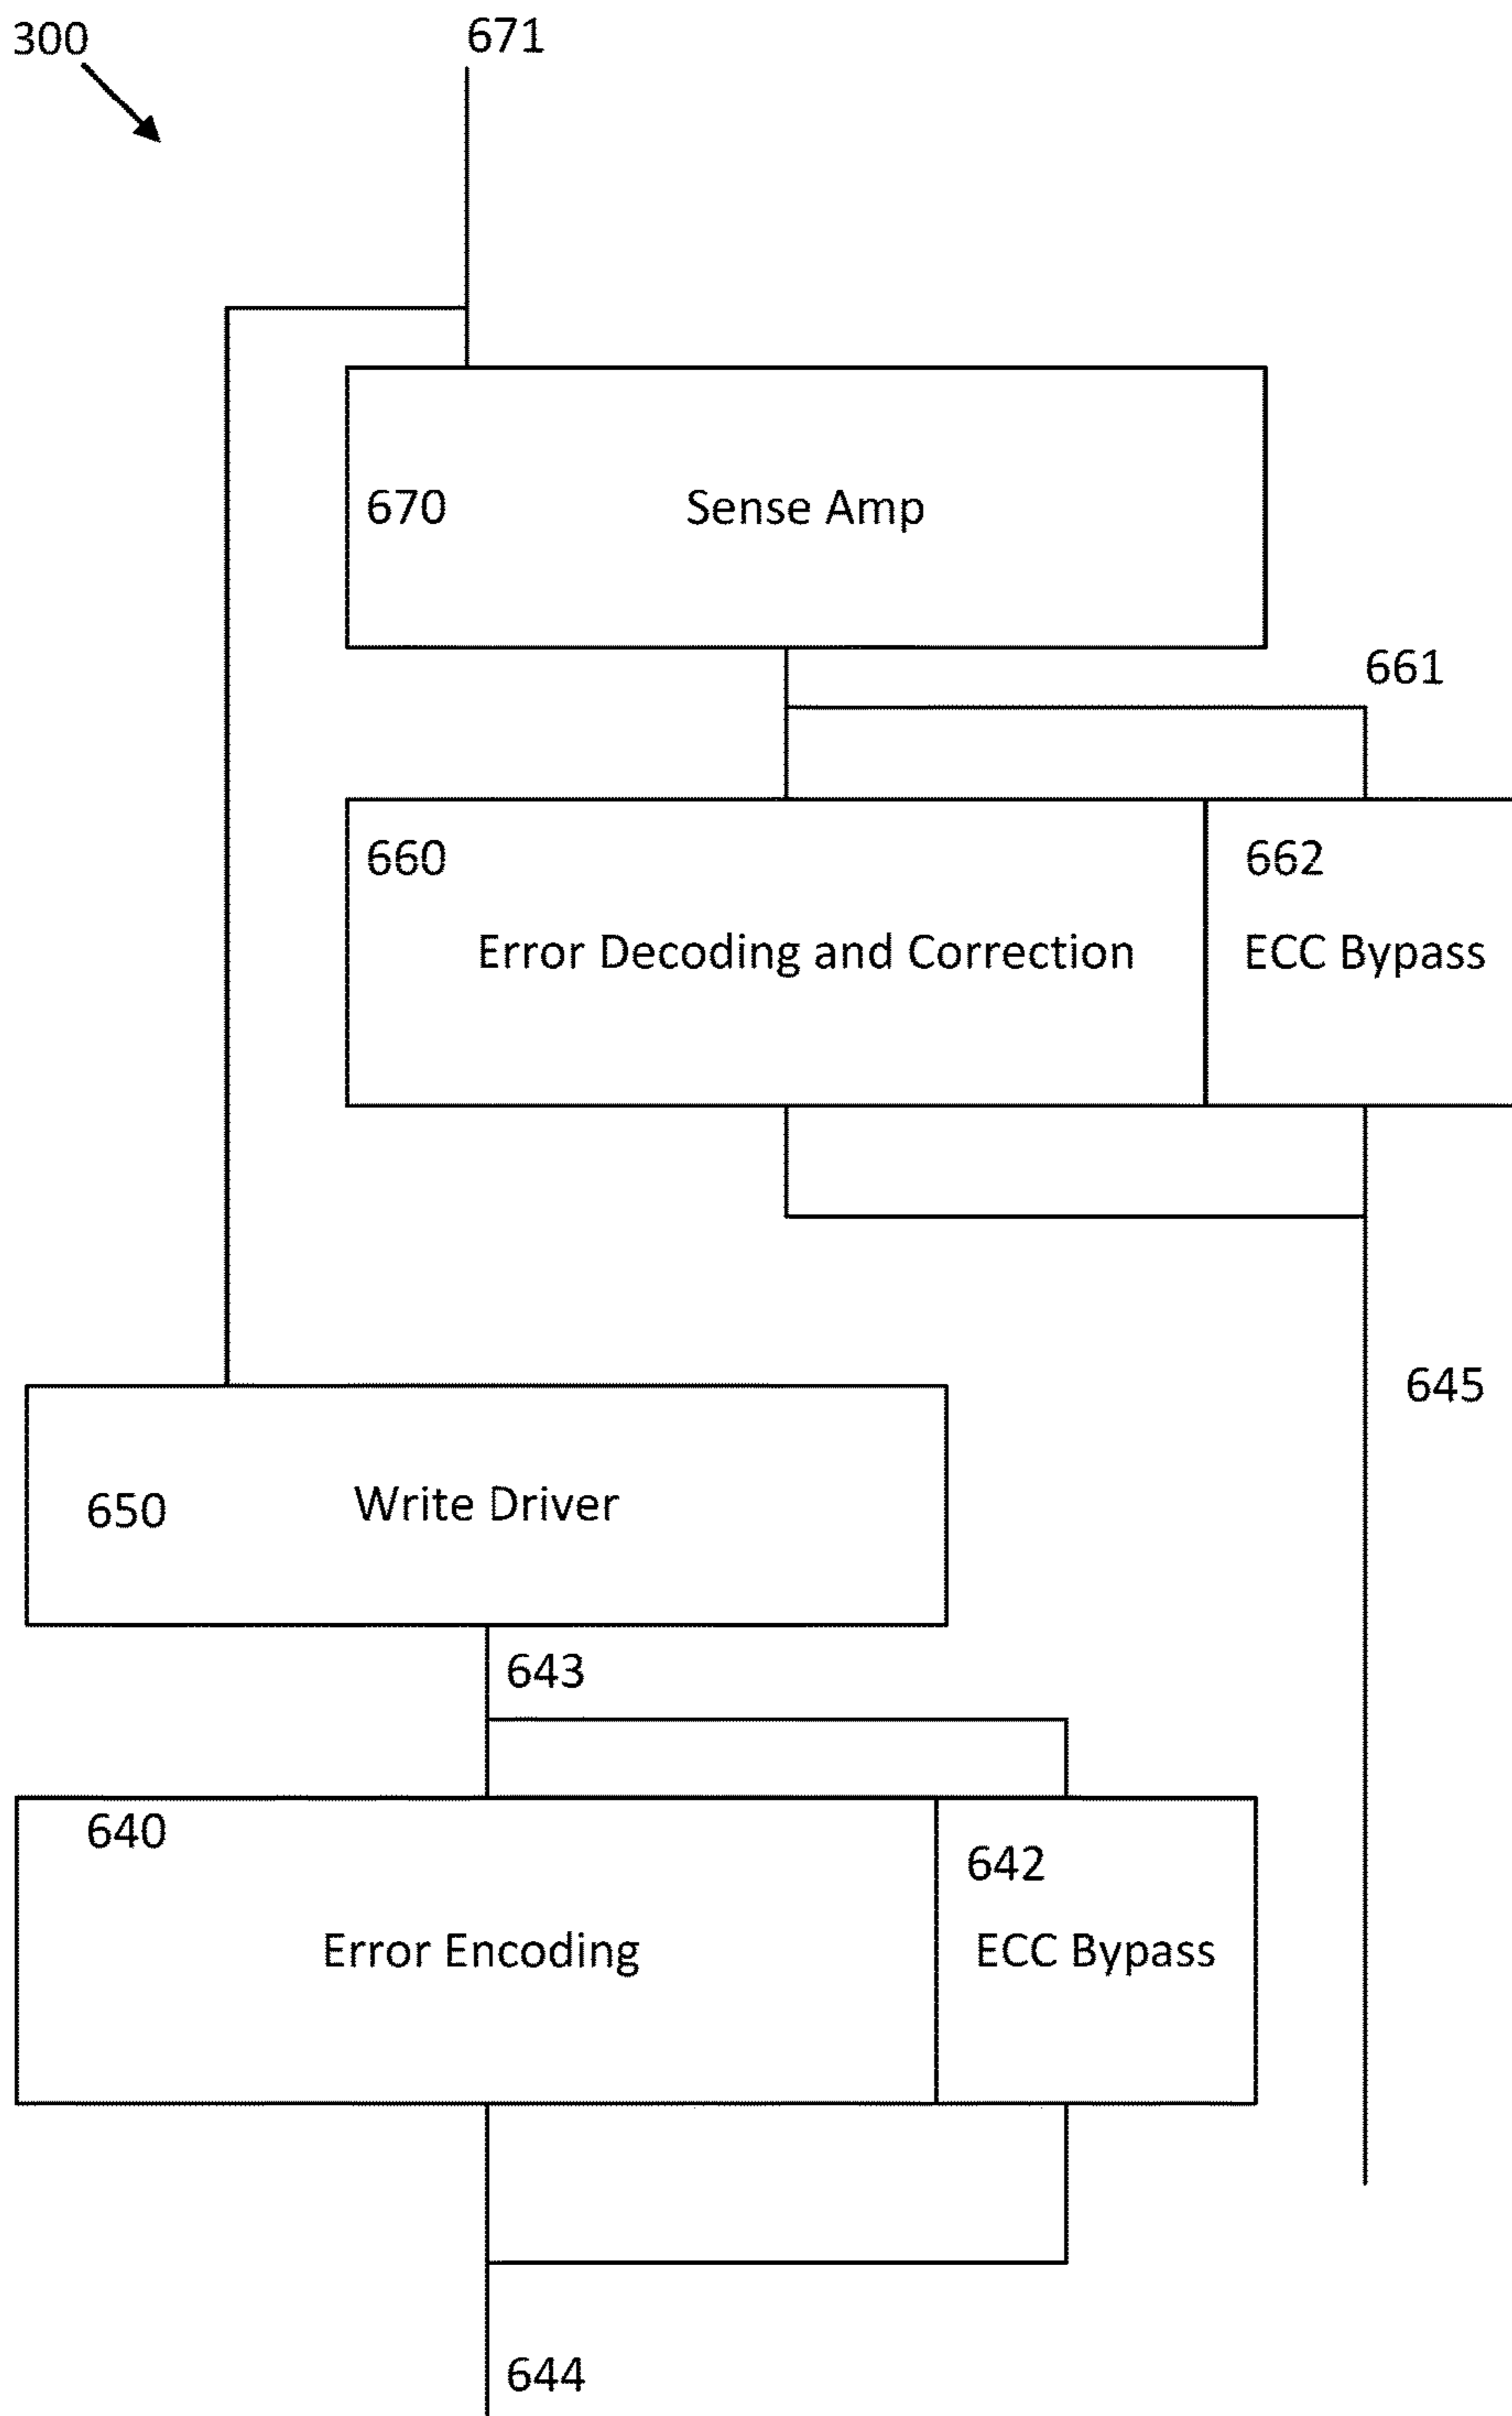 300
671
670 Sense Amp
661
660
662
Error Decoding and Correction
ECC Bypass
645
650 Write Driver
643
640
642
Error Encoding
ECC Bypass
644